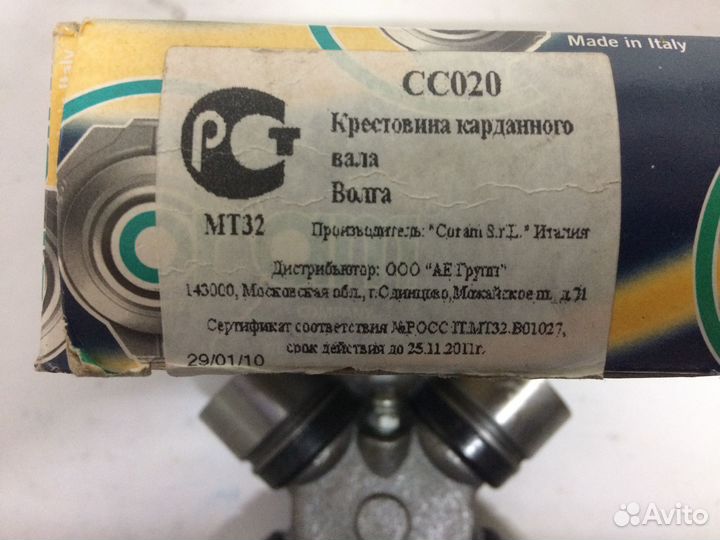 Made in Italy
Italy
CC020
РСТ
Крестовина карданного
вала
Волга
МТ32
Производитель: "Coram S.r.L." Италия
Дистрибьютор: ООО "АЕ Групп"
143000, Московская обл., г.Одинцово, Можайское ш., д.71
Сертификат соответствия №РОСС IT.МТ32.В01027,
срок действия до 25.11.2011г.
29/01/10
Avito